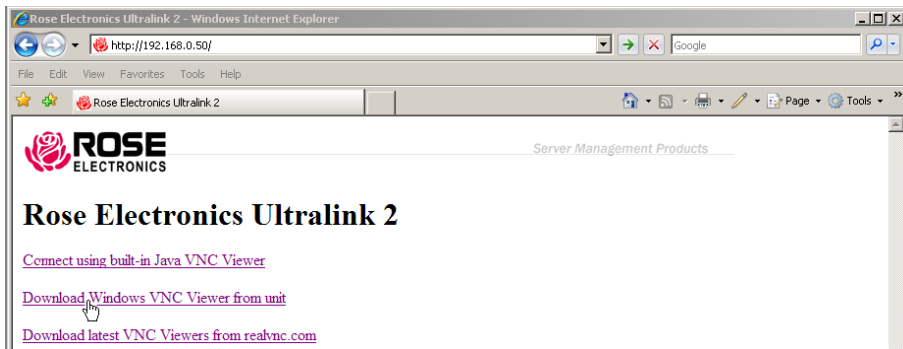 Rose Electronics Ultralink 2 - Windows Internet Explorer
http://192.168.0.50/
Google
File Edit View Favorites Tools Help
Rose Electronics Ultralink 2
Page Tools »
ROSE
ELECTRONICS
Server Management Products
Rose Electronics Ultralink 2
Connect using built-in Java VNC Viewer
Download Windows VNC Viewer from unit
Download latest VNC Viewers from realvnc.com